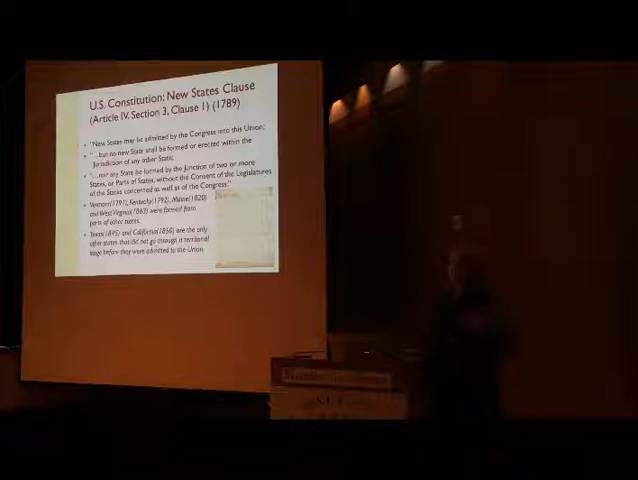 U.S. Constitution: New States Clause
(Article IV, Section 3, Clause 1) (1789)
• "New States may be admitted by the Congress into this Union;
• "…but no new State shall be formed or erected within the
Jurisdiction of any other State;
• "…nor any State be formed by the Junction of two or more
States, or Parts of States, without the Consent of the Legislatures
of the States concerned as well as of the Congress."
• Vermont (1791), Kentucky (1792), Maine (1820)
and West Virginia (1863) were formed from
parts of other states.
• Texas (1845) and California (1850) are the only
other states that did not go through a territorial
stage before they were admitted to the Union